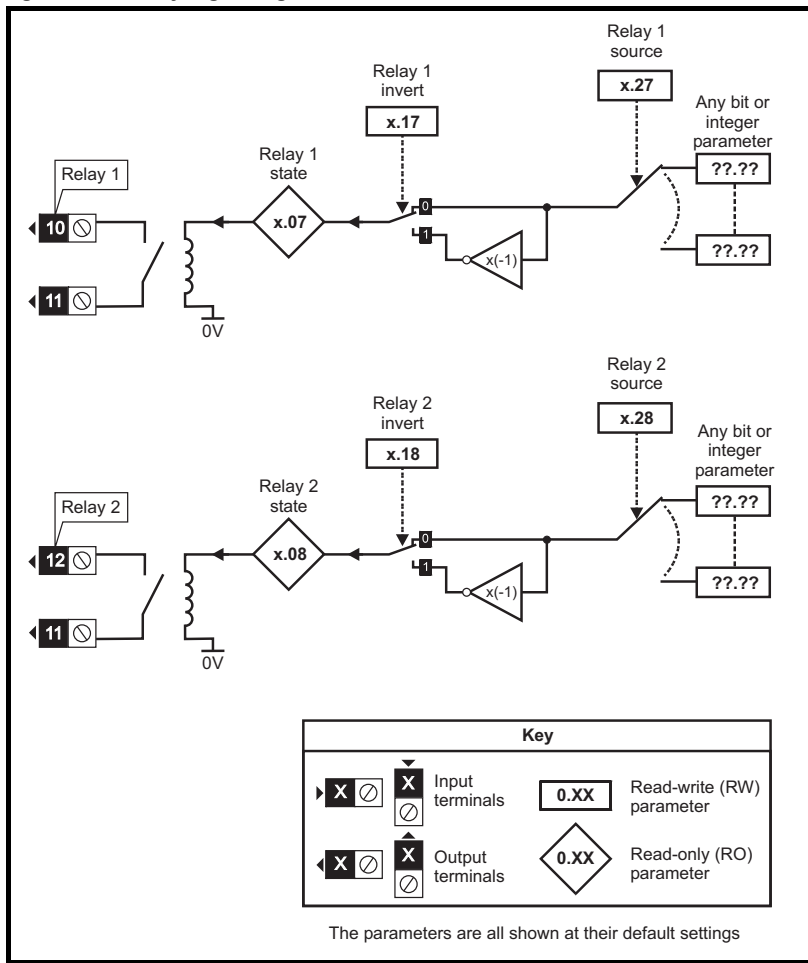 Relay 1
source
x.27
Relay 1
invert
x.17
Any bit or
integer
parameter
??.??
??.??
Relay 1
state
x.07
Relay 1
10
11
0
1
x(-1)
0V
Relay 2
source
x.28
Relay 2
invert
x.18
Any bit or
integer
parameter
??.??
??.??
Relay 2
state
x.08
Relay 2
12
11
0
1
x(-1)
0V
Key
X
X
Input
terminals
0.XX
Read-write (RW)
parameter
X
X
Output
terminals
0.XX
Read-only (RO)
parameter
The parameters are all shown at their default settings